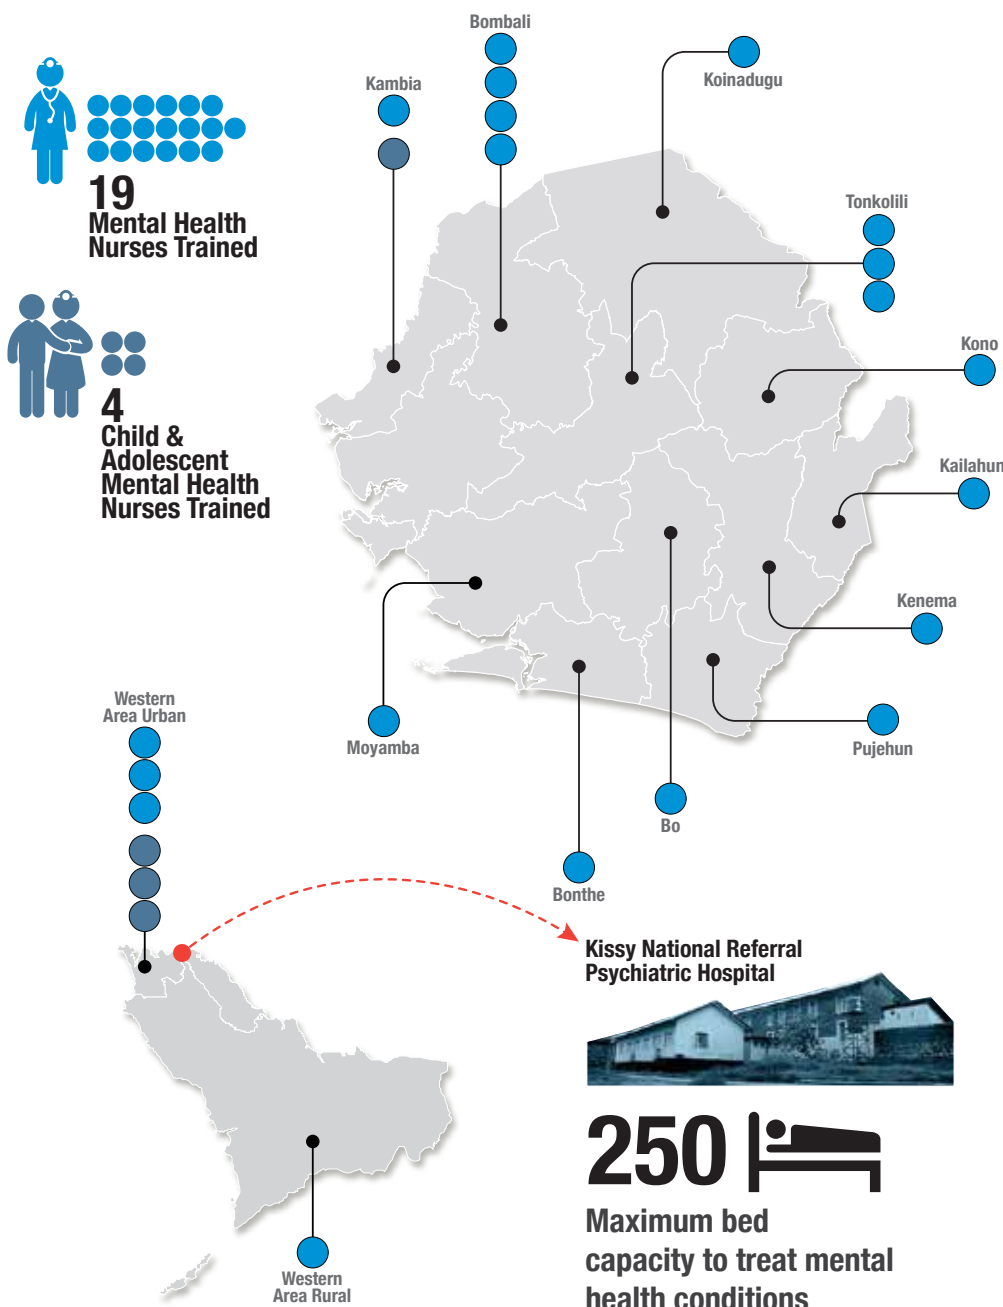 Bombali
Kambia
Koinadugu
19
Mental Health
Nurses Trained
Tonkolili
4
Child &
Adolescent
Mental Health
Nurses Trained
Kono
Kailahun
Kenema
Western
Area Urban
Moyamba
Pujehun
Bo
Bonthe
Kissy National Referral
Psychiatric Hospital
250
Maximum bed
capacity to treat mental
health conditions
Western
Area Rural